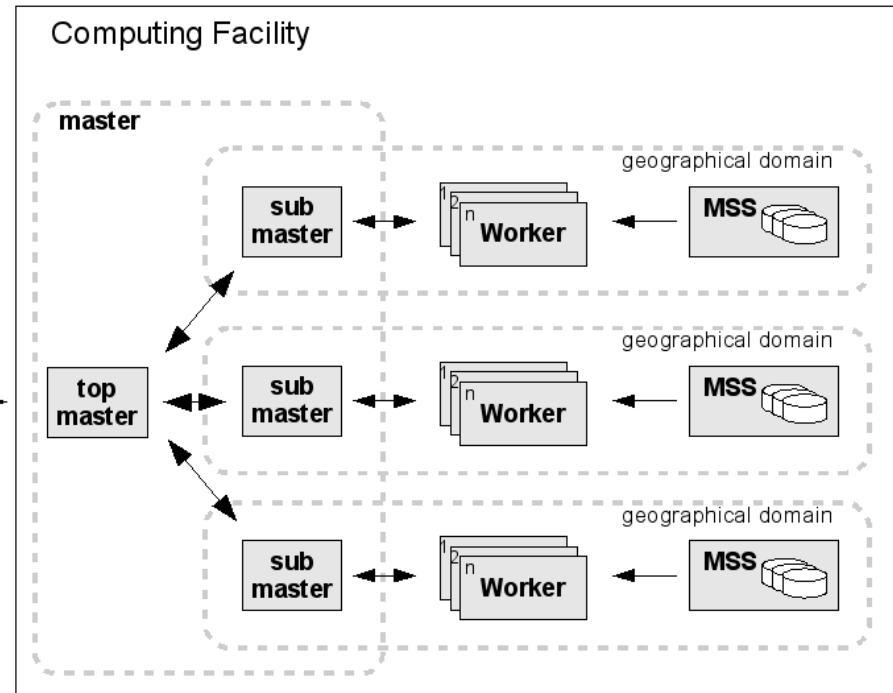 Computing Facility
master
geographical domain
sub
master
1
2
n
Worker
MSS
geographical domain
top
master
sub
master
1
2
n
Worker
MSS
geographical domain
sub
master
1
2
n
Worker
MSS